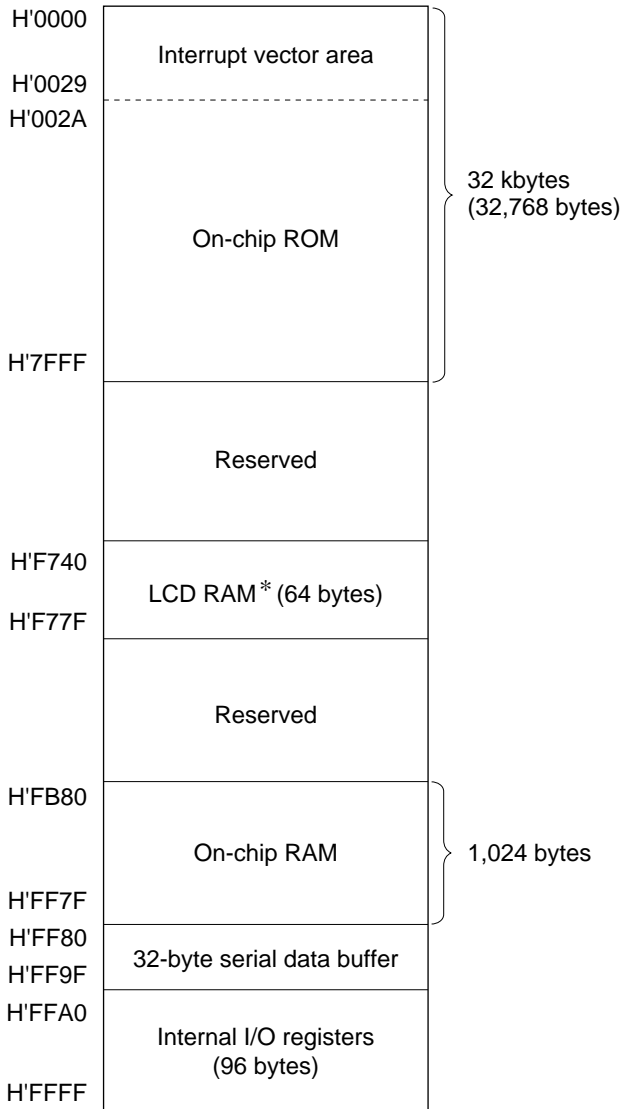 H'0000
Interrupt vector area
H'0029
H'002A
32 kbytes
(32,768 bytes)
On-chip ROM
H'7FFF
Reserved
H'F740
LCD RAM* (64 bytes)
H'F77F
Reserved
H'FB80
On-chip RAM
1,024 bytes
H'FF7F
H'FF80
32-byte serial data buffer
H'FF9F
H'FFA0
Internal I/O registers
(96 bytes)
H'FFFF